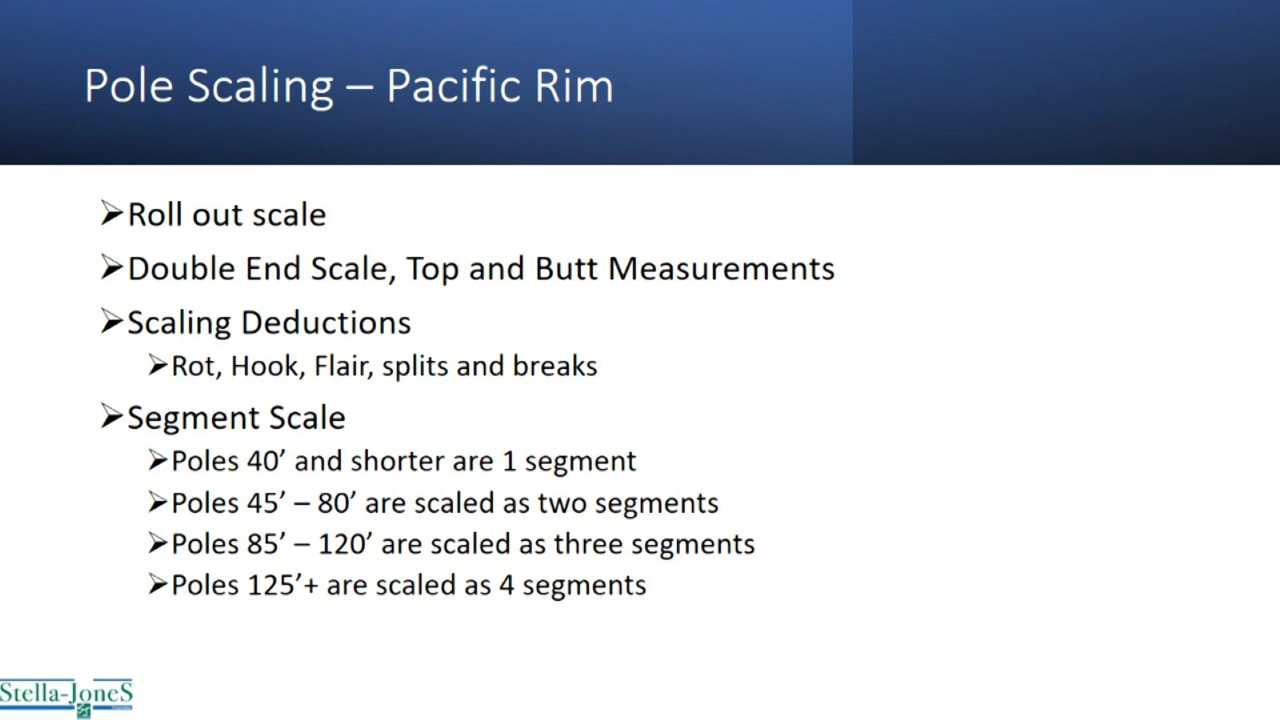 Pole Scaling – Pacific Rim
Roll out scale
Double End Scale, Top and Butt Measurements
Scaling Deductions
Rot, Hook, Flair, splits and breaks
Segment Scale
Poles 40’ and shorter are 1 segment
Poles 45’ – 80’ are scaled as two segments
Poles 85’ – 120’ are scaled as three segments
Poles 125’+ are scaled as 4 segments
Stella-JoneS